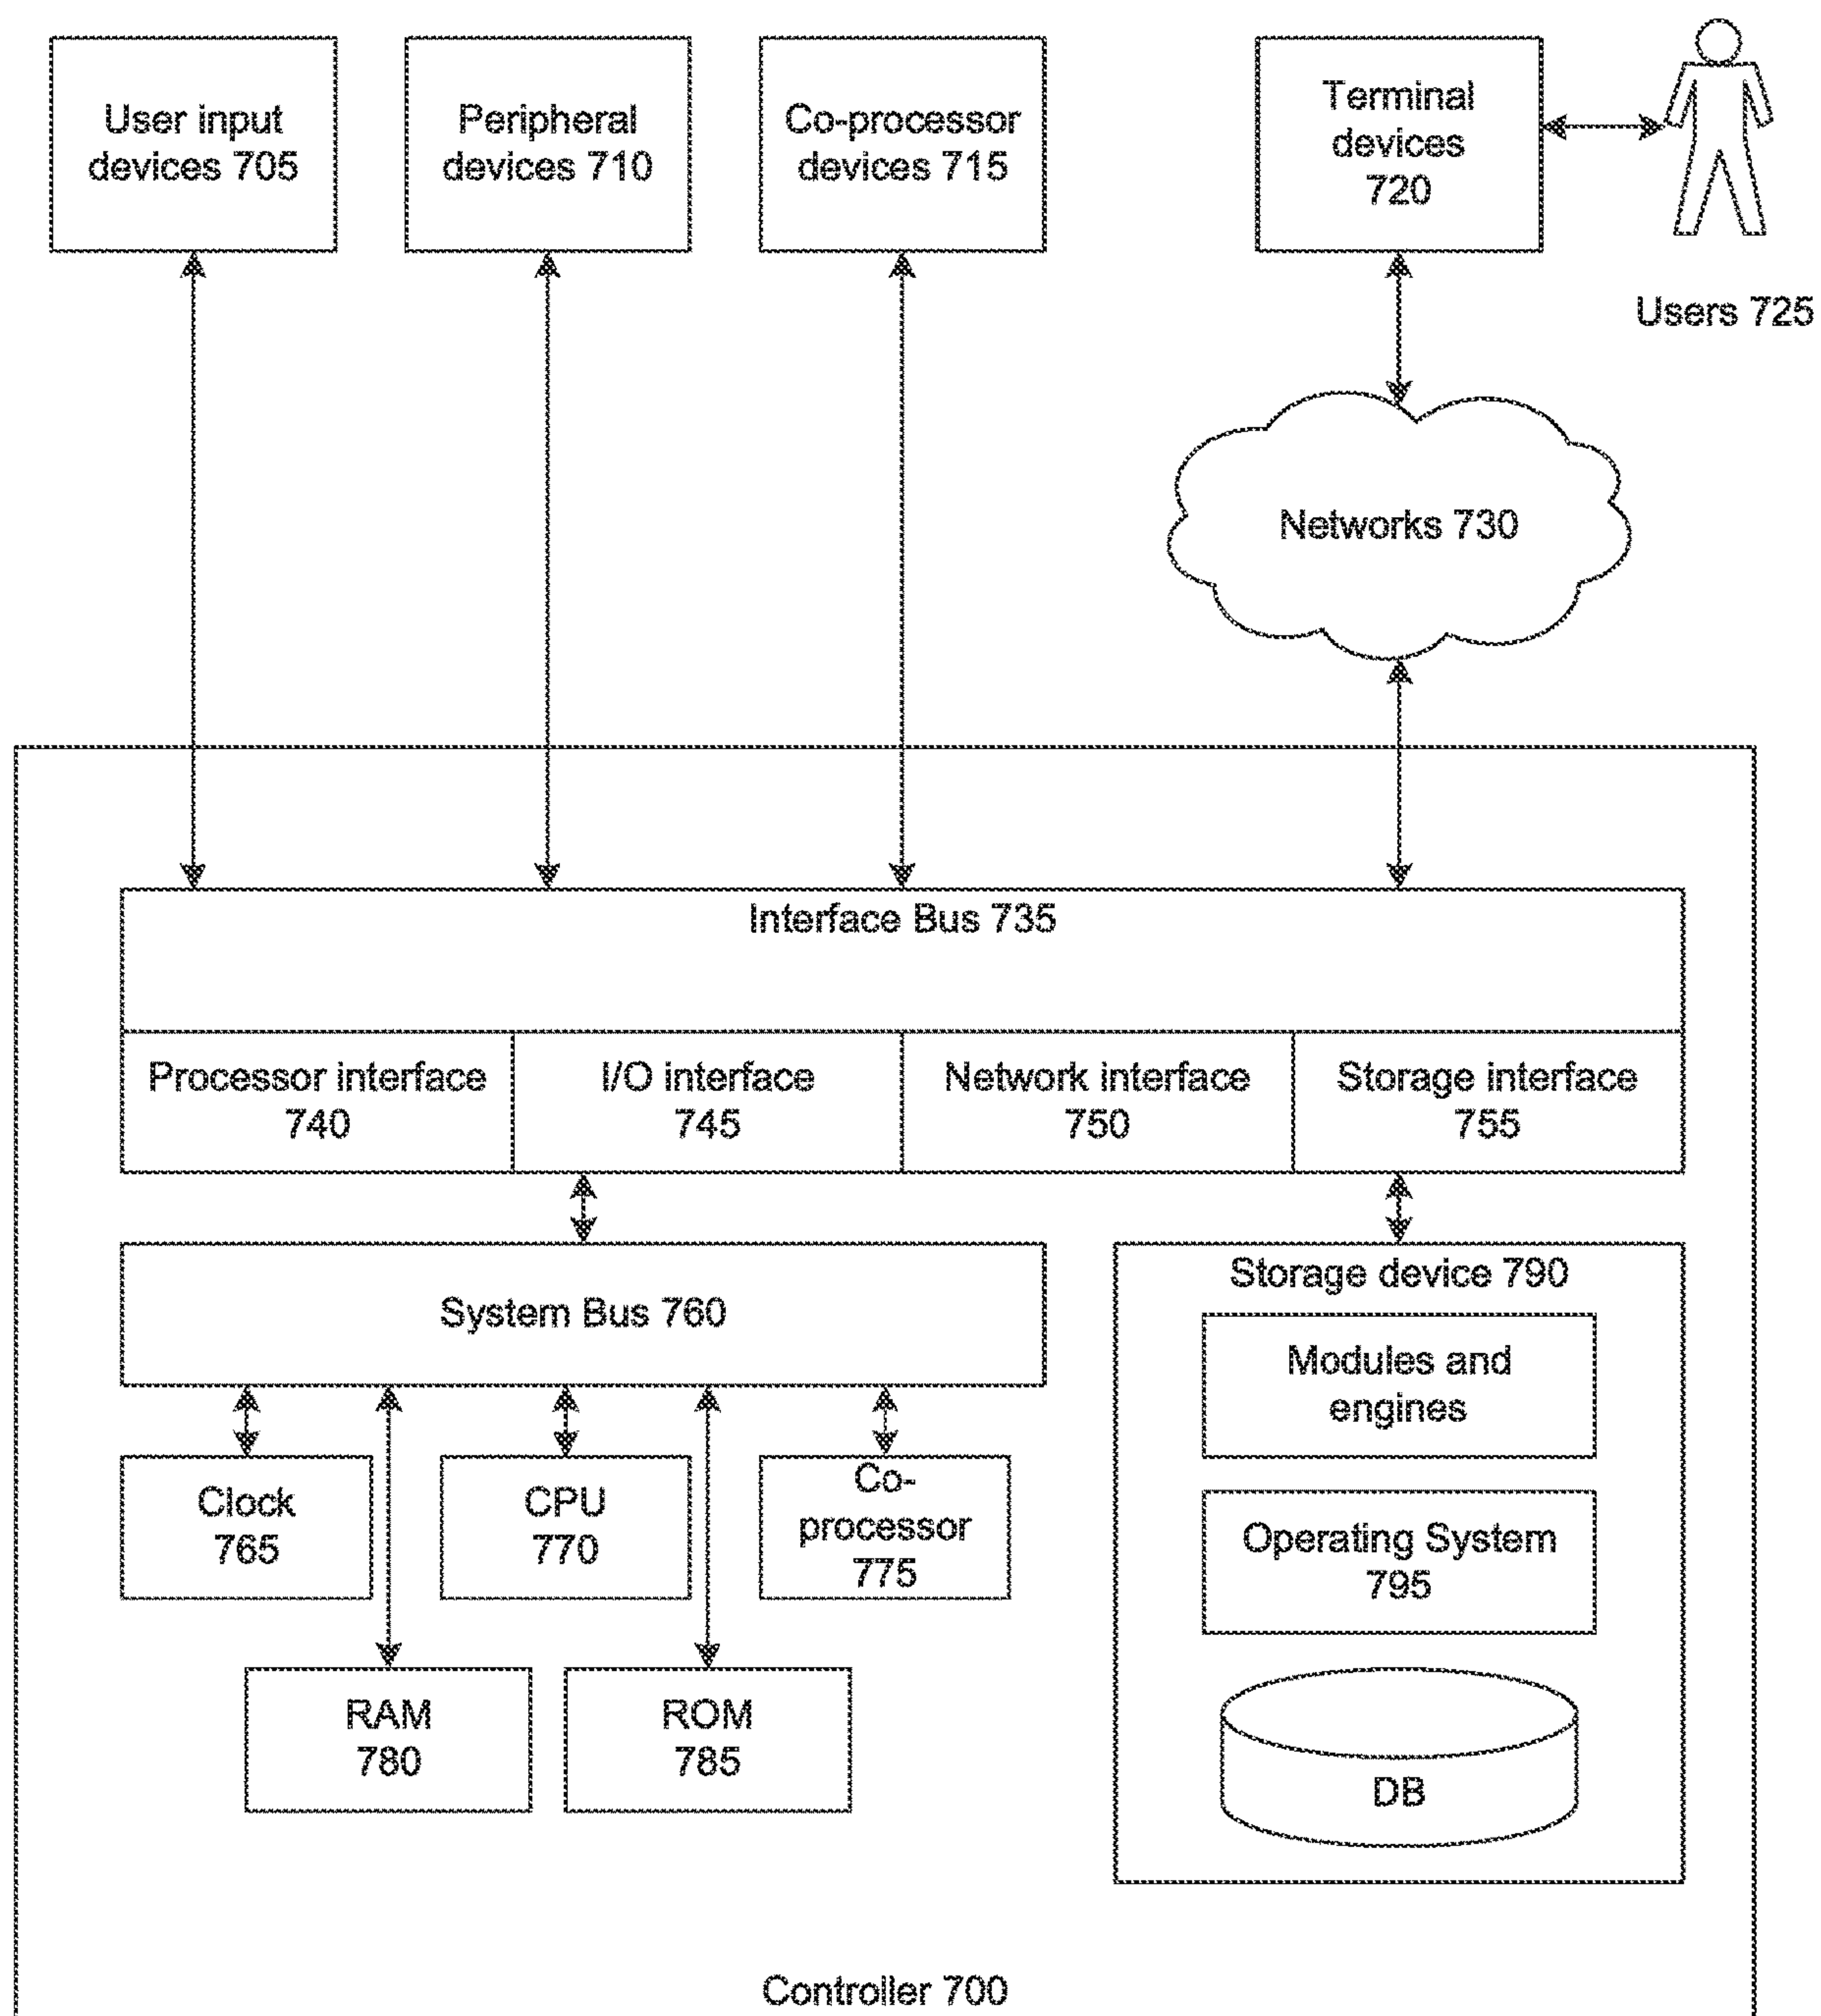 User input
devices 705
Peripheral
devices 710
Co-processor
devices 715
Terminal
devices
720
Users 725
Networks 730
Interface Bus 735
Processor interface
740
I/O interface
745
Network interface
750
Storage interface
755
System Bus 760
Storage device 790
Modules and
engines
Clock
765
CPU
770
Co-
processor
775
Operating System
795
RAM
780
ROM
785
DB
Controller 700